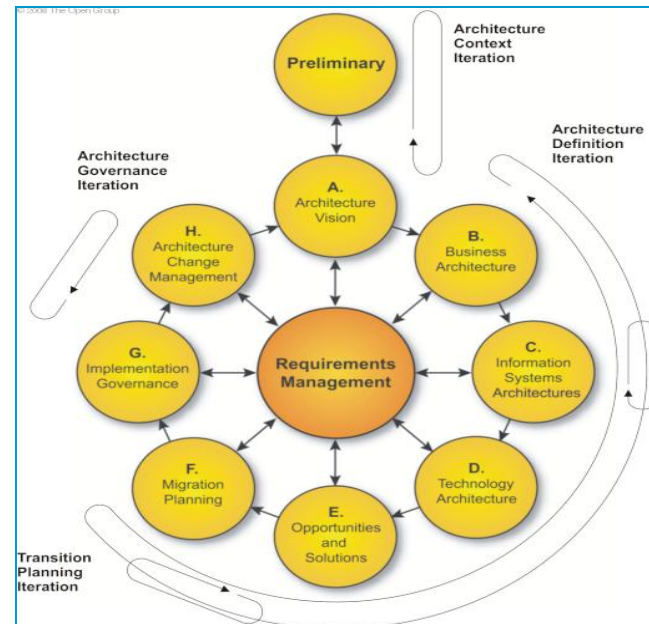 © 2008 The Open Group
Preliminary
Architecture
Context
Iteration
Architecture
Definition
Iteration
Architecture
Governance
Iteration
A.
Architecture
Vision
H.
Architecture
Change
Management
B.
Business
Architecture
G.
Implementation
Governance
Requirements
Management
C.
Information
Systems
Architectures
F.
Migration
Planning
D.
Technology
Architecture
E.
Opportunities
and
Solutions
Transition
Planning
Iteration